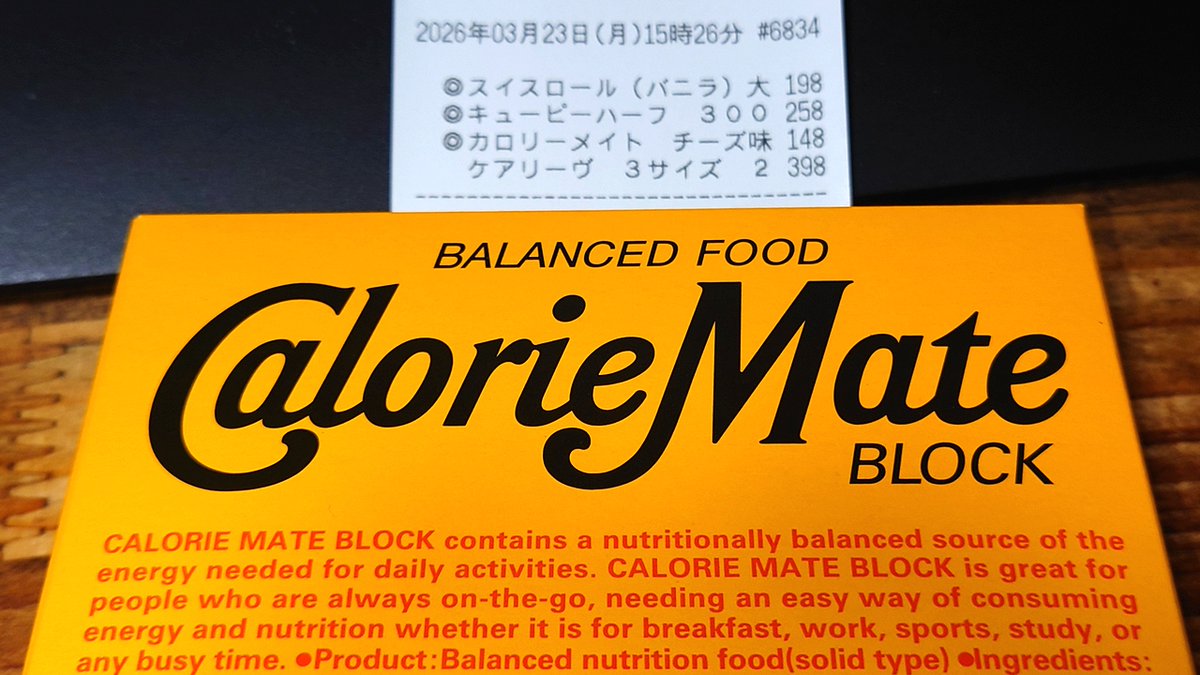 2026年03月23日(月)15時26分 #6834
◎スイスロール(バニラ)大 198
◎キューピーハーフ 300 258
◎カロリーメイト チーズ味 148
ケアリーヴ 3サイズ 2 398
BALANCED FOOD
CalorieMate
BLOCK
CALORIE MATE BLOCK contains a nutritionally balanced source of the
energy needed for daily activities. CALORIE MATE BLOCK is great for
people who are always on-the-go, needing an easy way of consuming
energy and nutrition whether it is for breakfast, work, sports, study, or
any busy time. ●Product:Balanced nutrition food(solid type) ●Ingredients: